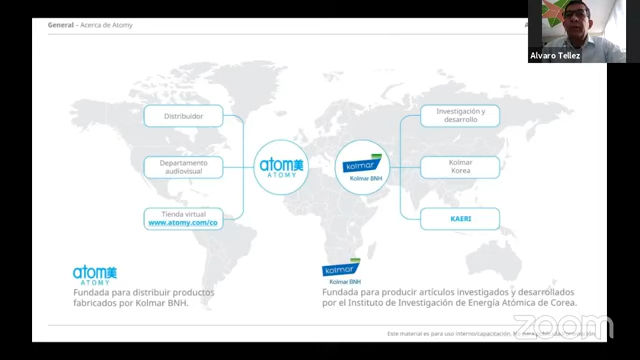 General – Acerca de Atomy
A
Alvaro Tellez
Distribuidor
Departamento
audiovisual
Tienda virtual
www.atomy.com/co
atom美
ATOMY
kolmar
Kolmar BNH
Investigación y
desarrollo
Kolmar
Korea
KAERI
atom美
ATOMY
Fundada para distribuir productos
fabricados por Kolmar BNH.
kolmar
Kolmar BNH
Fundada para producir artículos investigados y desarrollados
por el Instituto de Investigación de Energía Atómica de Corea.
Este material es para uso interno/capacitación.
zoom